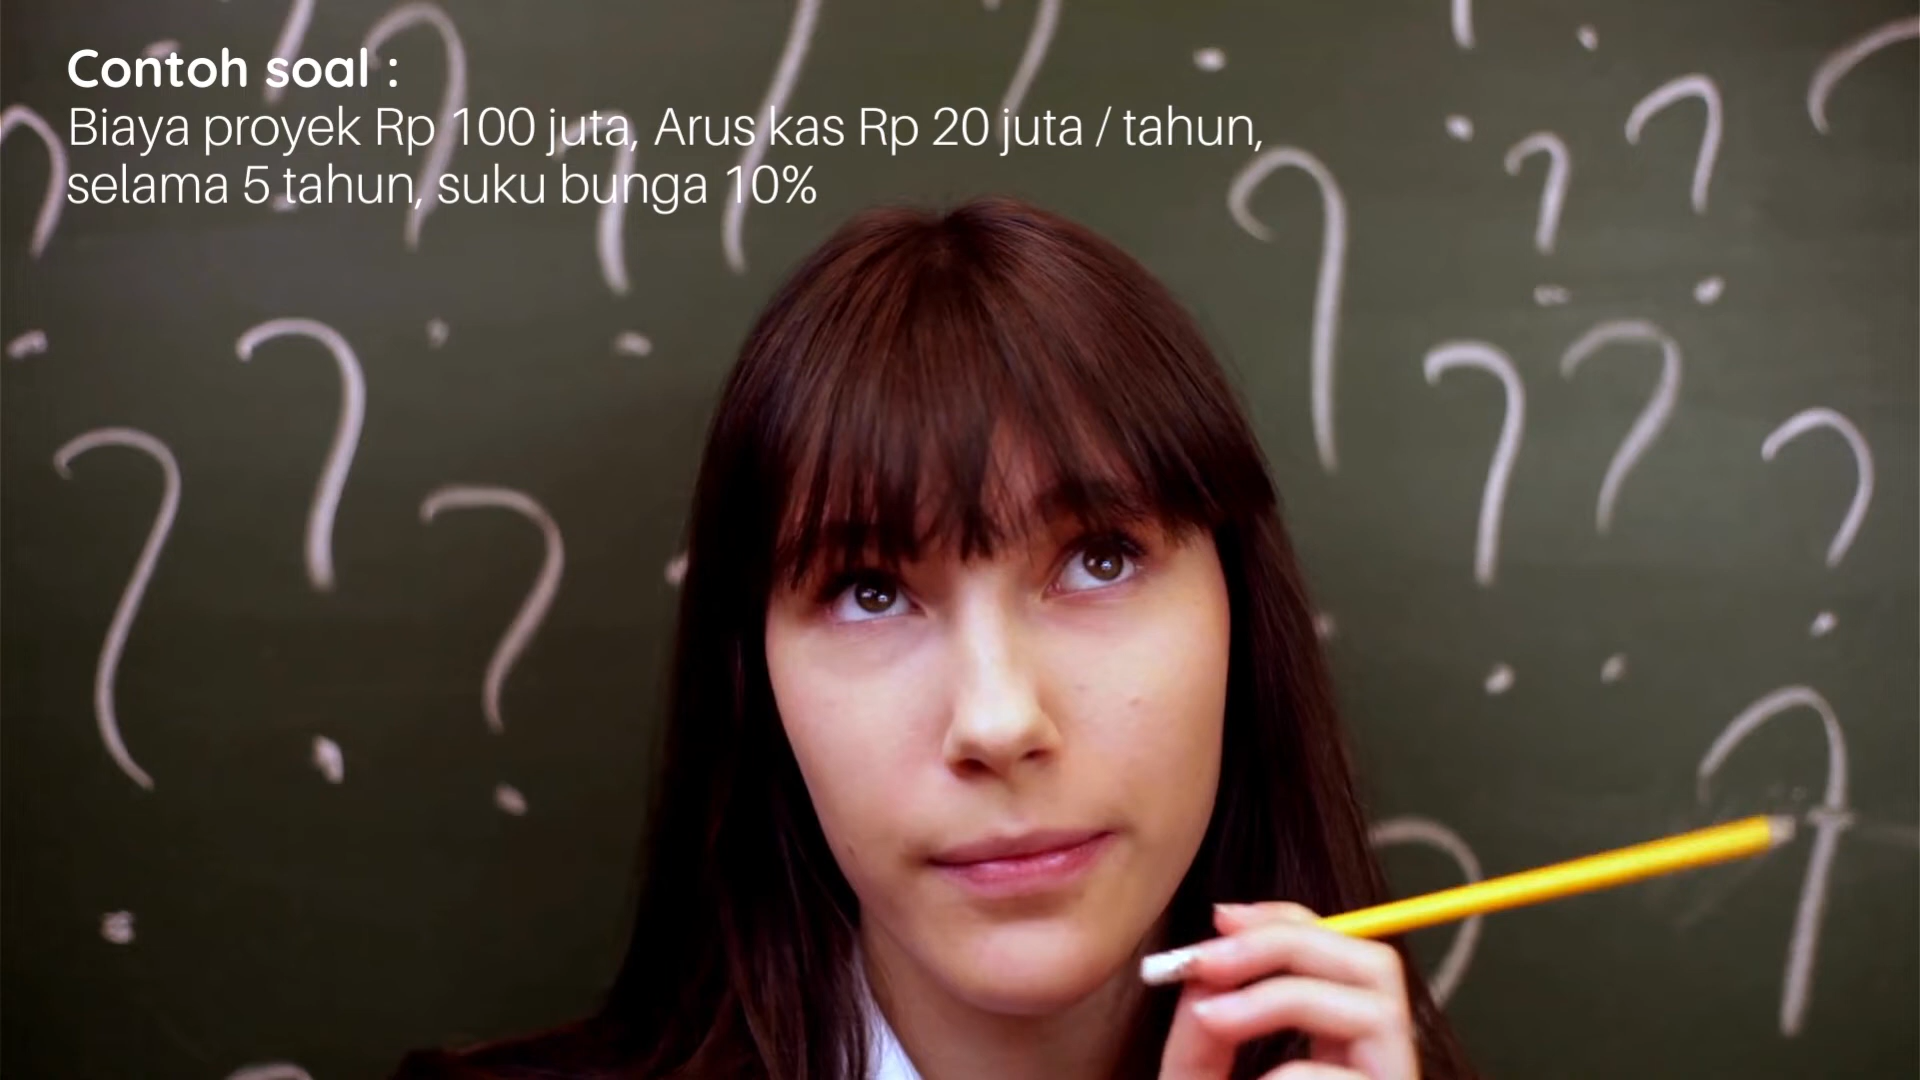 Contoh soal :
Biaya proyek Rp 100 juta, Arus kas Rp 20 juta / tahun,
selama 5 tahun, suku bunga 10%